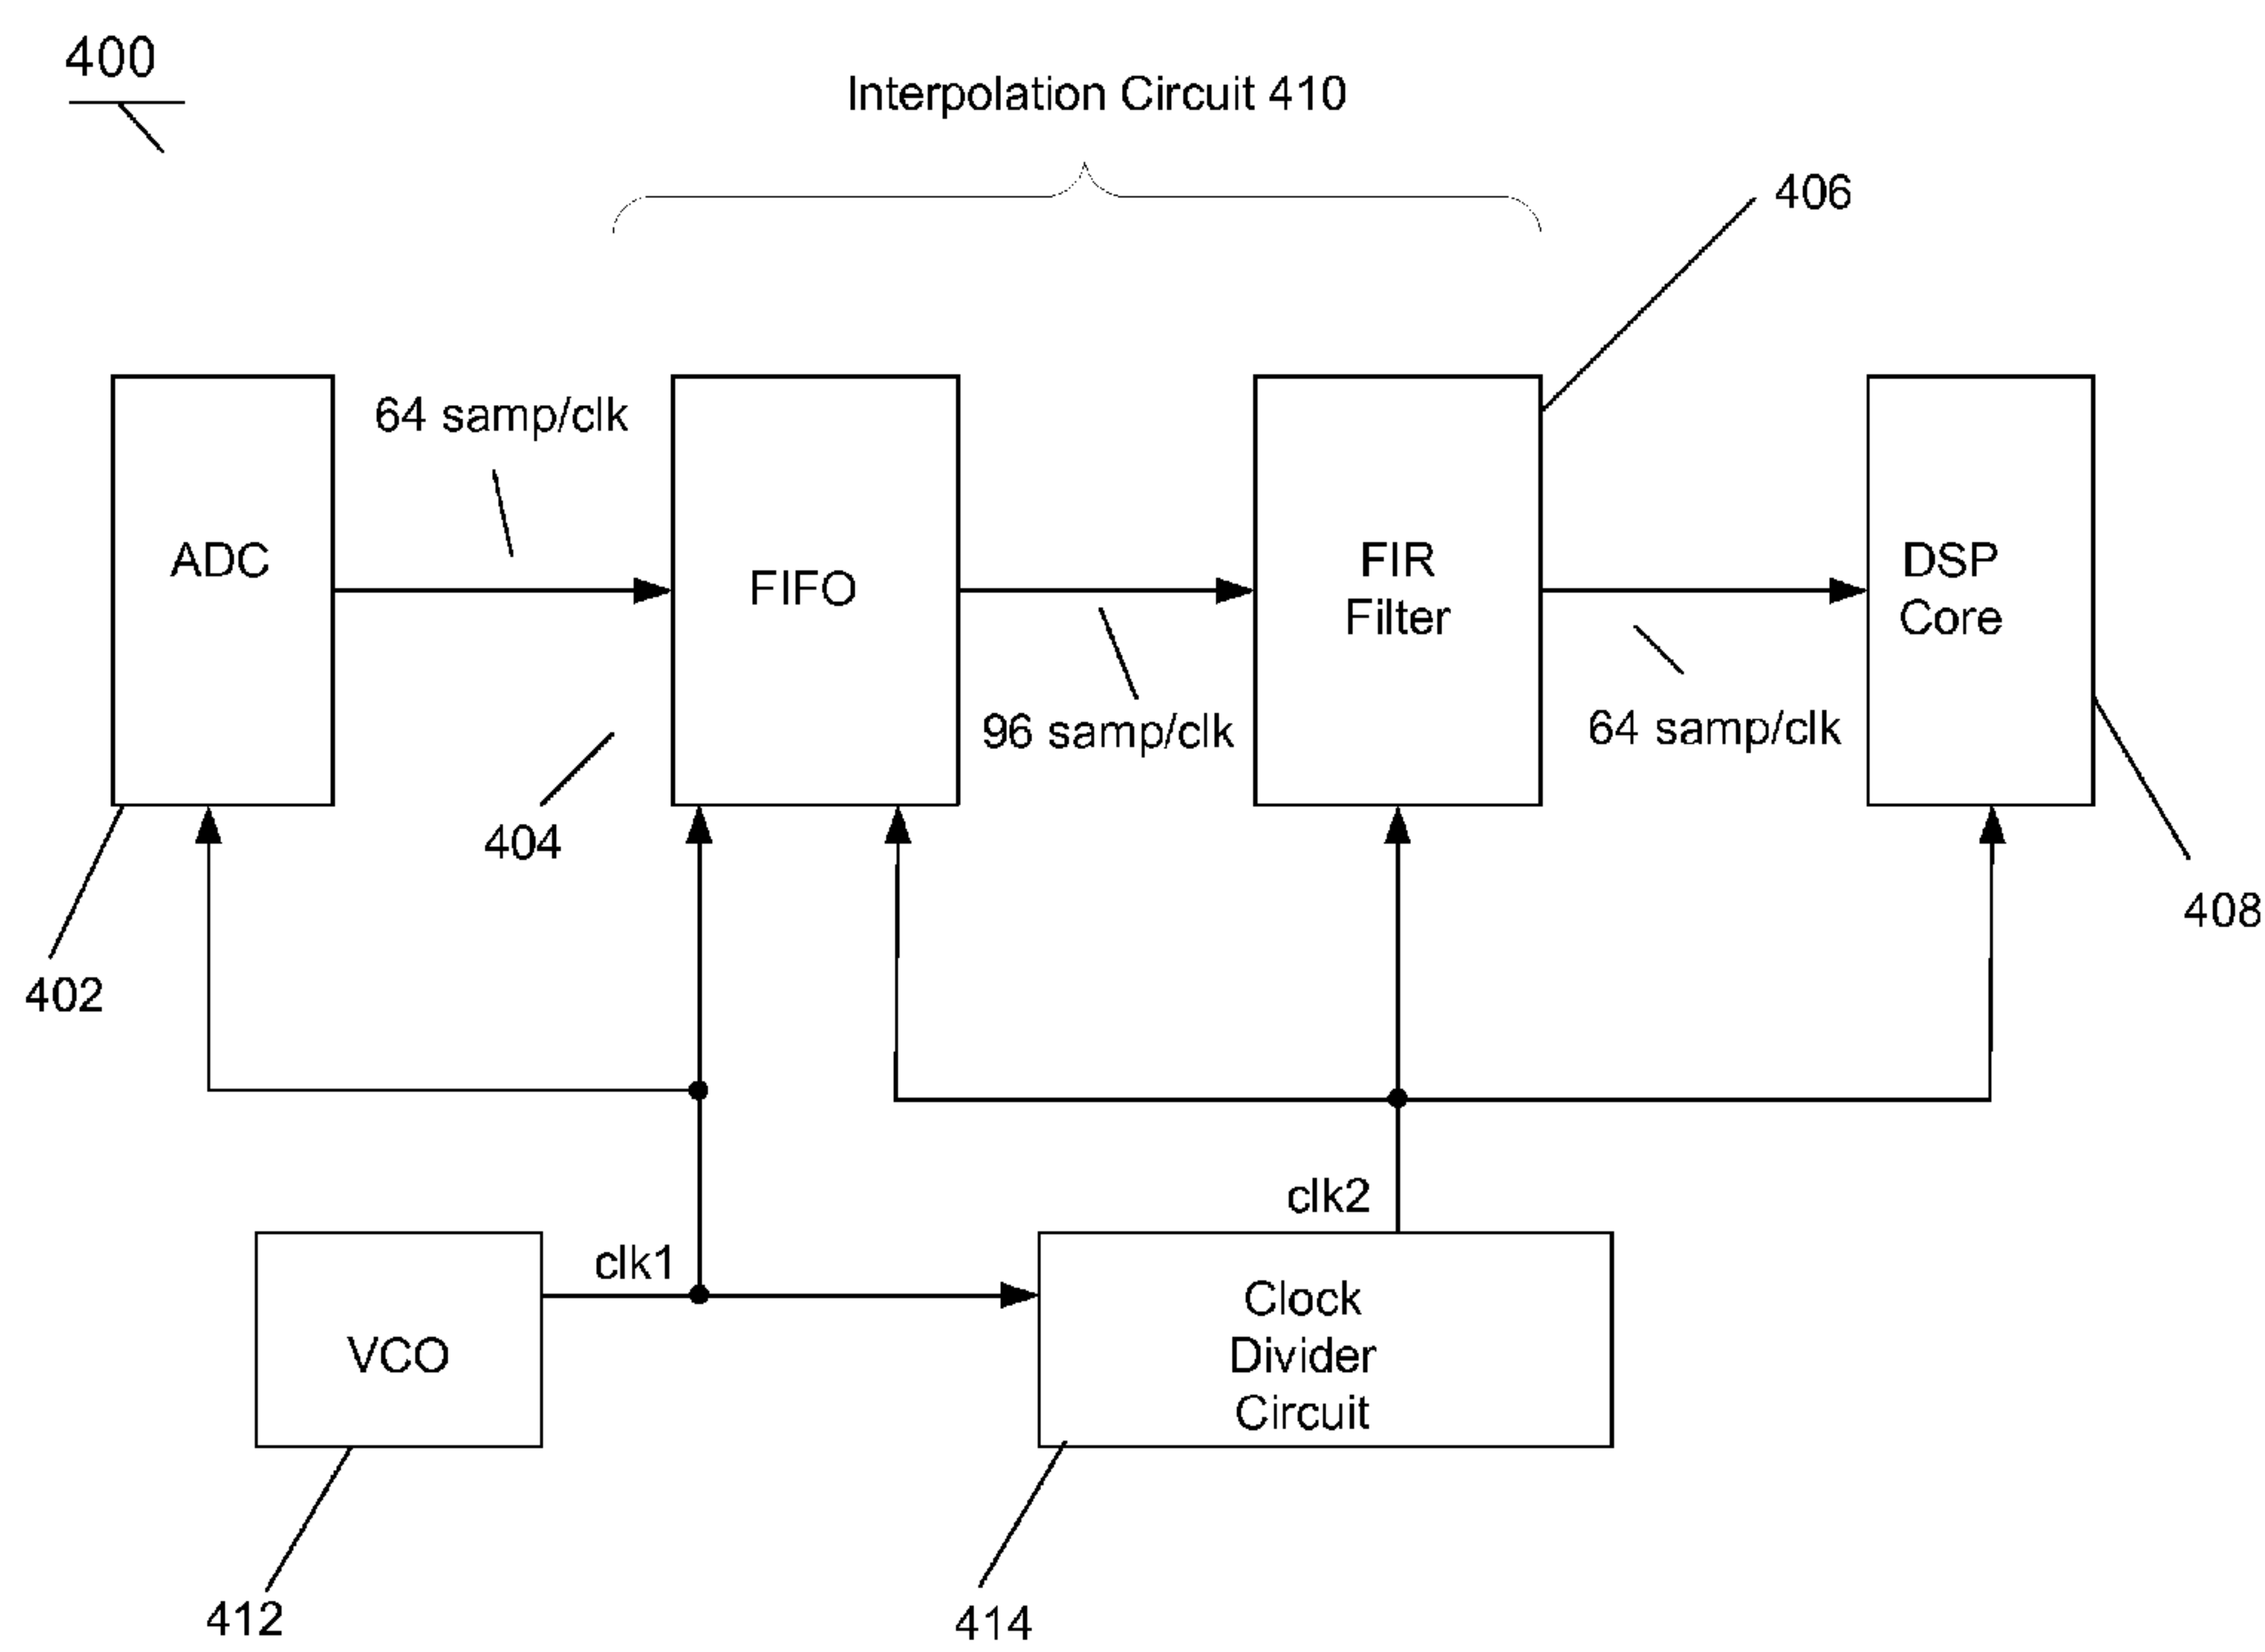 400
Interpolation Circuit 410
406
64 samp/clk
ADC
FIFO
FIR
Filter
DSP
Core
96 samp/clk
64 samp/clk
404
402
408
clk2
clk1
VCO
Clock
Divider
Circuit
412
414